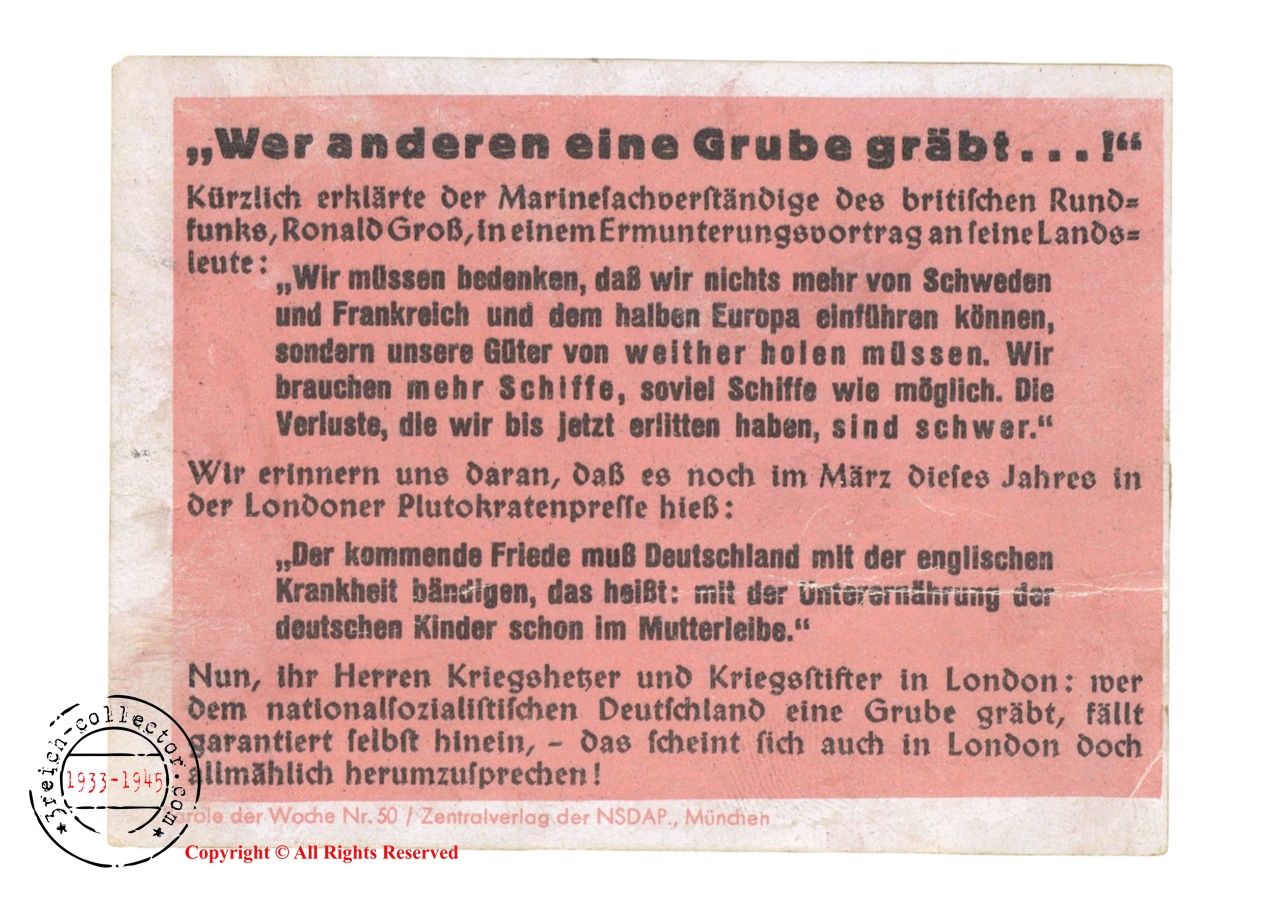 „Wer anderen eine Grube gräbt . . . !“
Kürzlich erklärte der Marinesachverständige des britischen Rund-
funks, Ronald Groß, in einem Ermunterungsvortrag an seine Lands-
leute:
„Wir müssen bedenken, daß wir nichts mehr von Schweden
und Frankreich und dem halben Europa einführen können,
sondern unsere Güter von weither holen müssen. Wir
brauchen mehr Schiffe, soviel Schiffe wie möglich. Die
Verluste, die wir bis jetzt erlitten haben, sind schwer.“
Wir erinnern uns daran, daß es noch im März dieses Jahres in
der Londoner Plutokratenpresse hieß:
„Der kommende Friede muß Deutschland mit der englischen
Krankheit bändigen, das heißt: mit der Unterernährung der
deutschen Kinder schon im Mutterleibe.“
Nun, ihr Herren Kriegshetzer und Kriegsstifter in London: wer
dem nationalsozialistischen Deutschland eine Grube gräbt, fällt
garantiert selbst hinein, – das scheint sich auch in London doch
allmählich herumzusprechen!
Parole der Woche Nr. 50 / Zentralverlag der NSDAP., München
3reich-collector.com
1933-1945
Copyright © All Rights Reserved